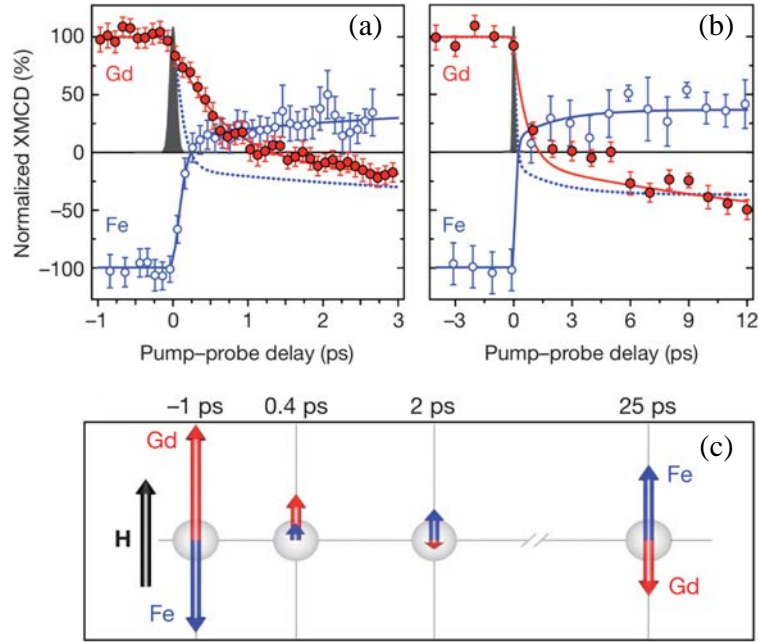 (a)
(b)
Normalized XMCD (%)
100
50
0
−50
−100
Gd
Fe
−1
0
1
2
3
Pump–probe delay (ps)
Gd
Fe
−3
0
3
6
9
12
Pump–probe delay (ps)
−1 ps
0.4 ps
2 ps
25 ps
(c)
Gd
H
Fe
Fe
Gd